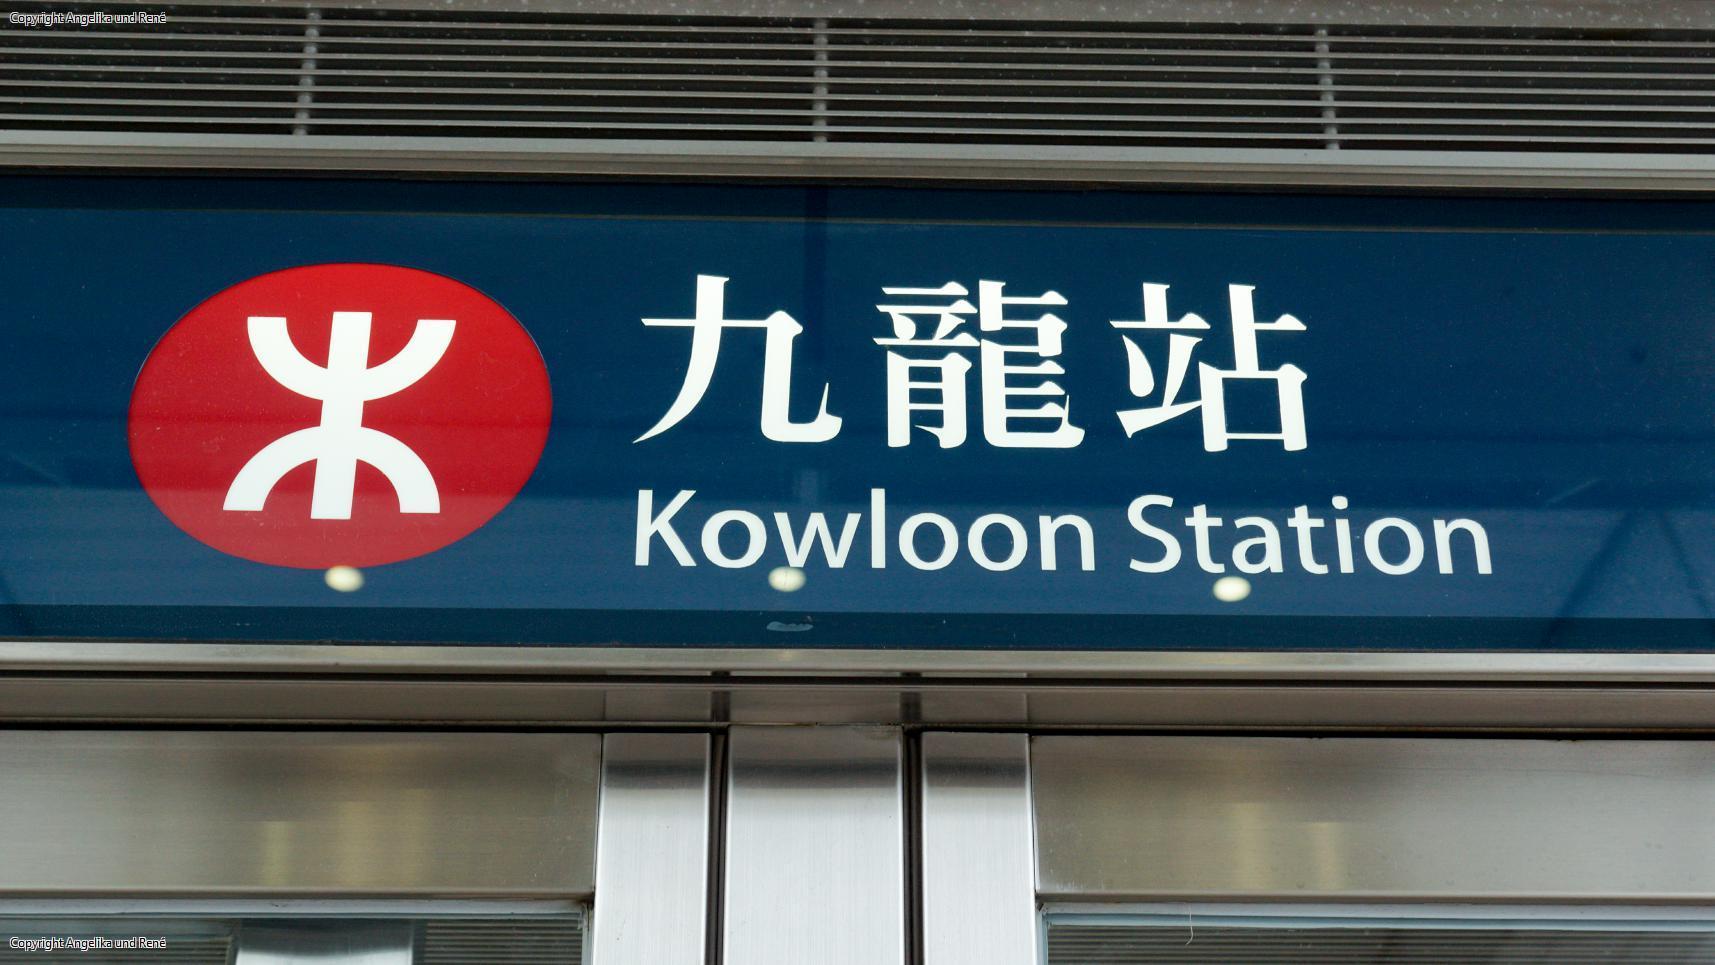 Copyright Angelika und René
九龍站
Kowloon Station
Copyright Angelika und René